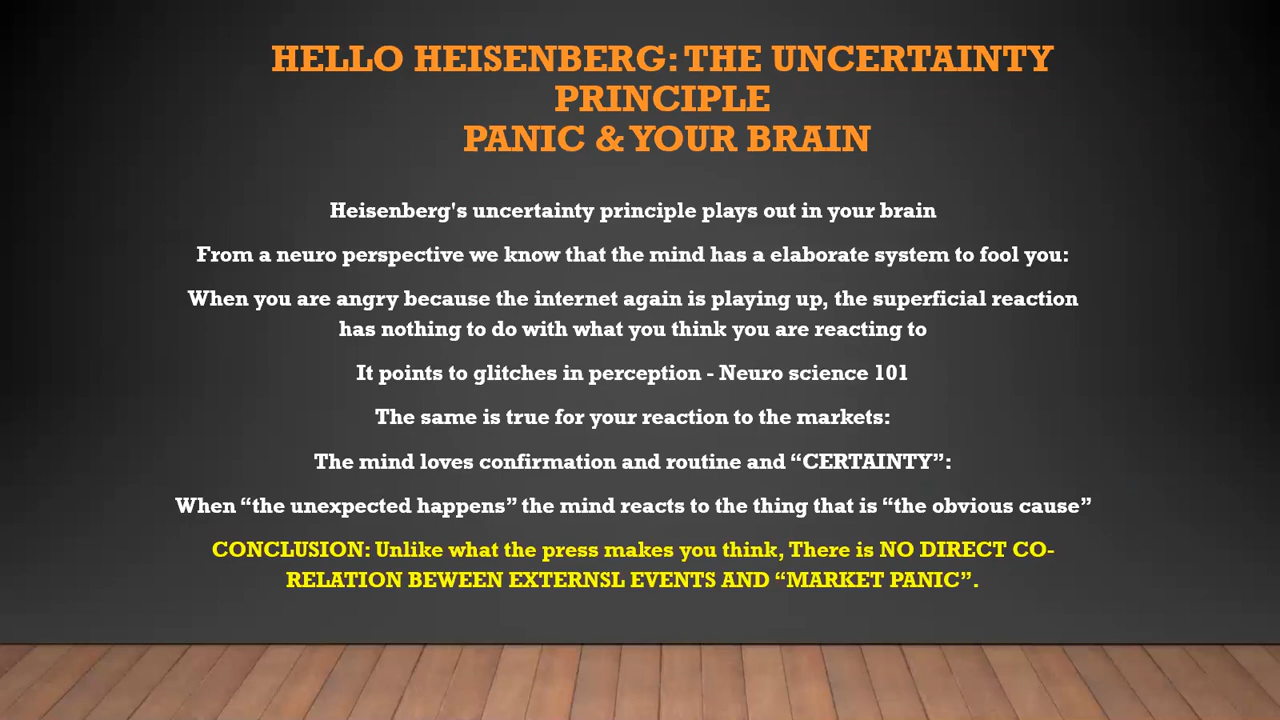 HELLO HEISENBERG: THE UNCERTAINTY
PRINCIPLE
PANIC & YOUR BRAIN
Heisenberg's uncertainty principle plays out in your brain
From a neuro perspective we know that the mind has a elaborate system to fool you:
When you are angry because the internet again is playing up, the superficial reaction
has nothing to do with what you think you are reacting to
It points to glitches in perception - Neuro science 101
The same is true for your reaction to the markets:
The mind loves confirmation and routine and “CERTAINTY”:
When “the unexpected happens” the mind reacts to the thing that is “the obvious cause”
CONCLUSION: Unlike what the press makes you think, There is NO DIRECT CO-
RELATION BEWEEN EXTERNSL EVENTS AND “MARKET PANIC”.